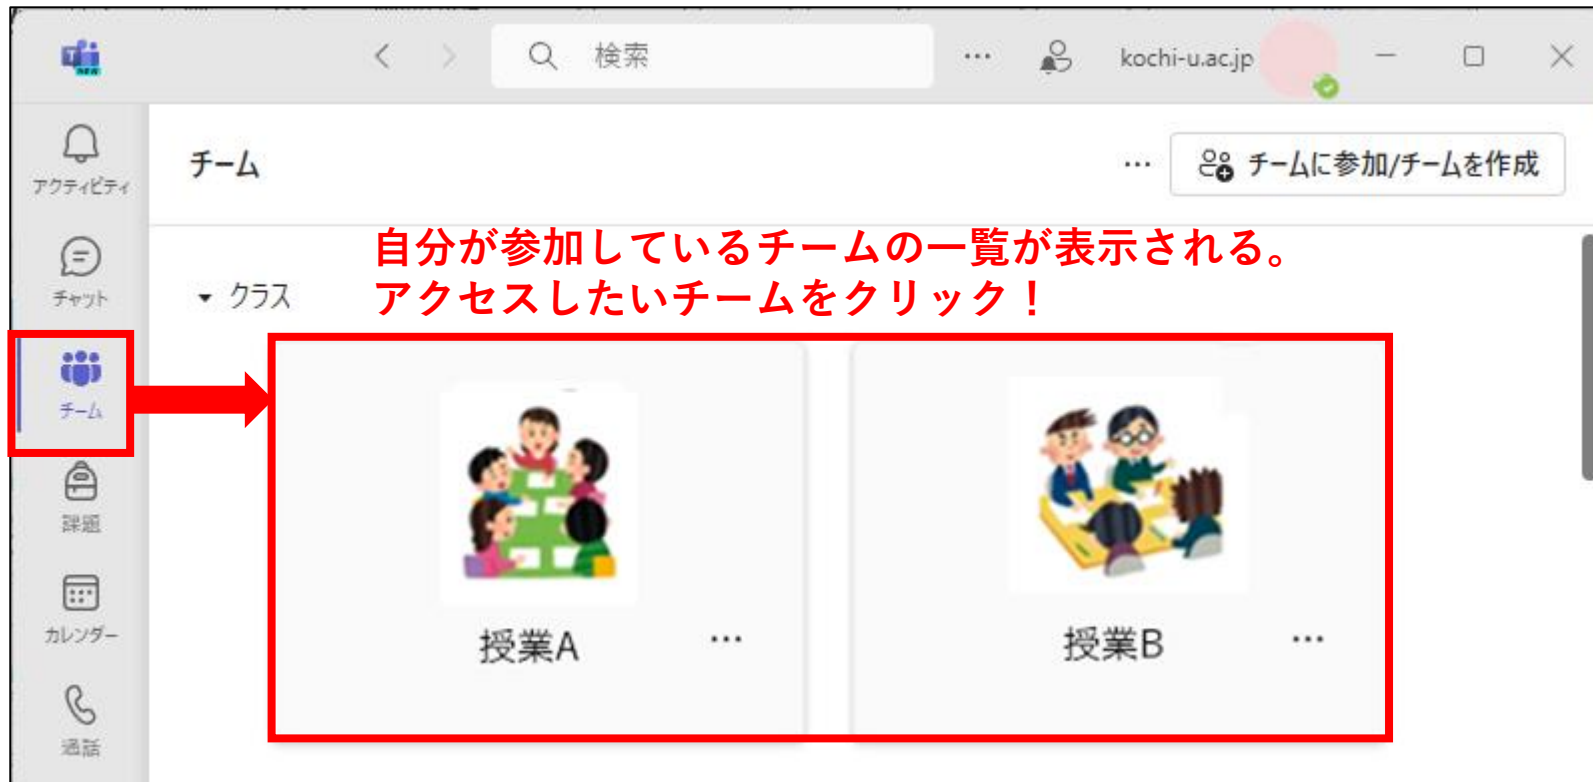 検索
kochi-u.ac.jp
アクティビティ
チーム
チームに参加/チームを作成
チャット
クラス
自分が参加しているチームの一覧が表示される。
アクセスしたいチームをクリック！
チーム
課題
カレンダー
授業A
授業B
通話